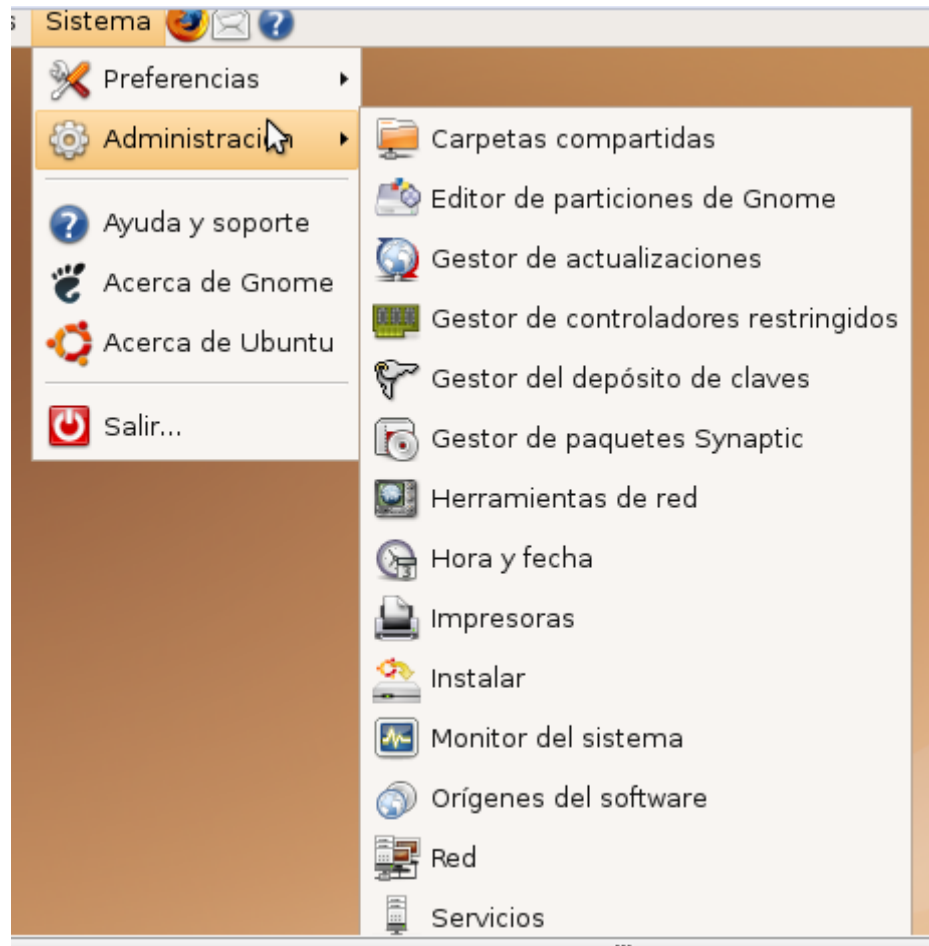 Sistema
Preferencias
Administración
Ayuda y soporte
Acerca de Gnome
Acerca de Ubuntu
Salir...
Carpetas compartidas
Editor de particiones de Gnome
Gestor de actualizaciones
Gestor de controladores restringidos
Gestor del depósito de claves
Gestor de paquetes Synaptic
Herramientas de red
Hora y fecha
Impresoras
Instalar
Monitor del sistema
Orígenes del software
Red
Servicios